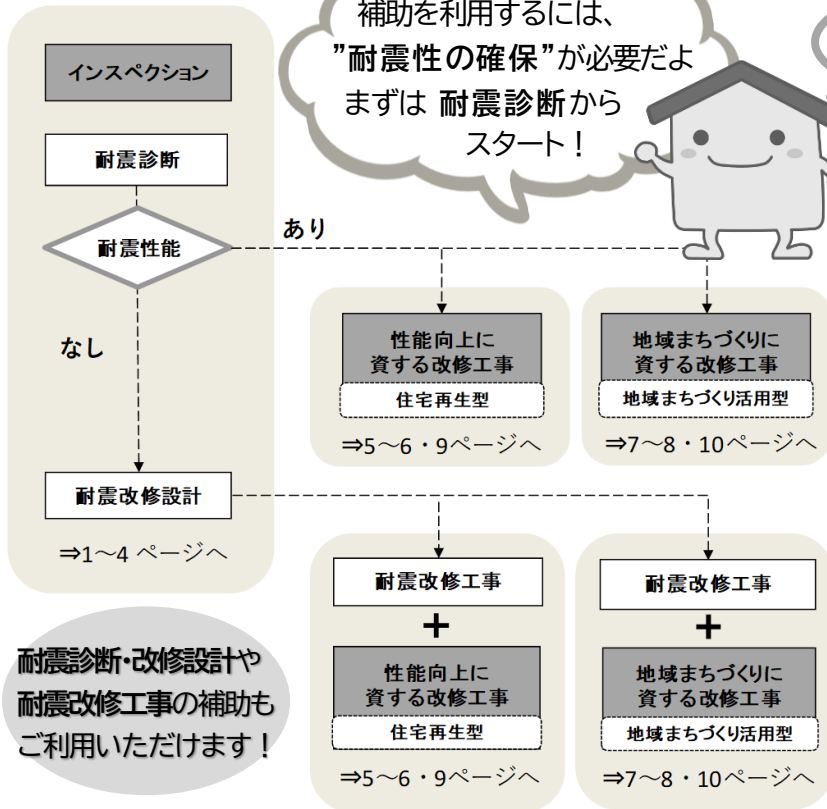 補助を利用するには、
”耐震性の確保”が必要だよ
まずは 耐震診断から
スタート！
インスペクション
耐震診断
耐震性能
あり
なし
性能向上に
資する改修工事
住宅再生型
⇒5～6・9ページへ
地域まちづくりに
資する改修工事
地域まちづくり活用型
⇒7～8・10ページへ
耐震改修設計
⇒1～4 ページへ
耐震改修工事
+
性能向上に
資する改修工事
住宅再生型
⇒5～6・9ページへ
耐震改修工事
+
地域まちづくりに
資する改修工事
地域まちづくり活用型
⇒7～8・10ページへ
耐震診断・改修設計や
耐震改修工事の補助も
ご利用いただけます！